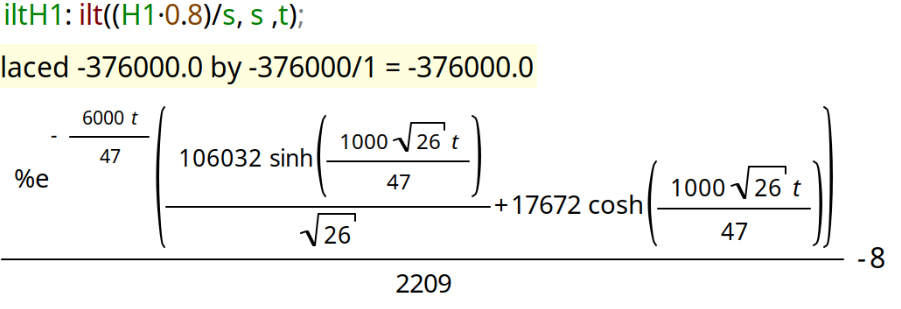 iltH1: ilt((H1·0.8)/s, s ,t);
laced -376000.0 by -376000/1 = -376000.0
%e^(- 6000 t / 47) (106032 sinh(1000 √26 t / 47) / √26 + 17672 cosh(1000 √26 t / 47)) / 2209 - 8